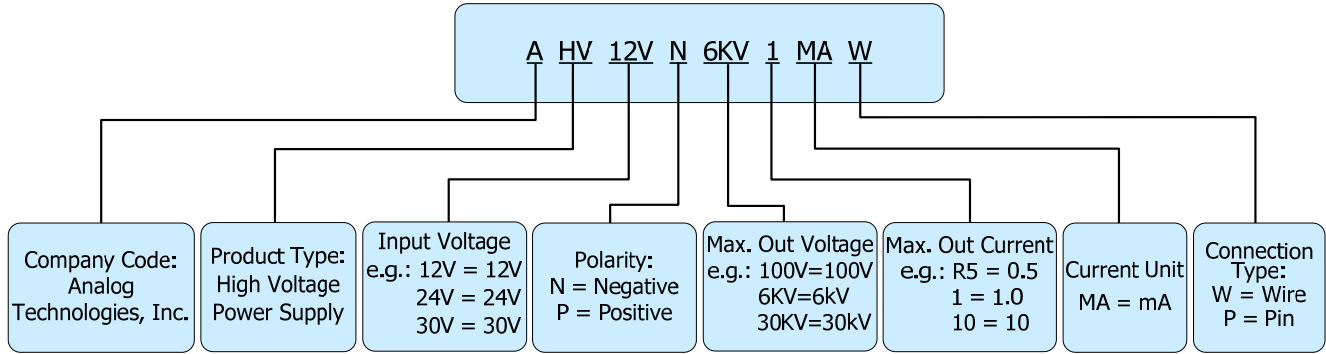 A HV 12V N 6KV 1 MA W
Company Code:
Analog
Technologies, Inc.
Product Type:
High Voltage
Power Supply
Input Voltage
e.g.: 12V = 12V
24V = 24V
30V = 30V
Polarity:
N = Negative
P = Positive
Max. Out Voltage
e.g.: 100V=100V
6KV=6kV
30KV=30kV
Max. Out Current
e.g.: R5 = 0.5
1 = 1.0
10 = 10
Current Unit
MA = mA
Connection
Type:
W = Wire
P = Pin